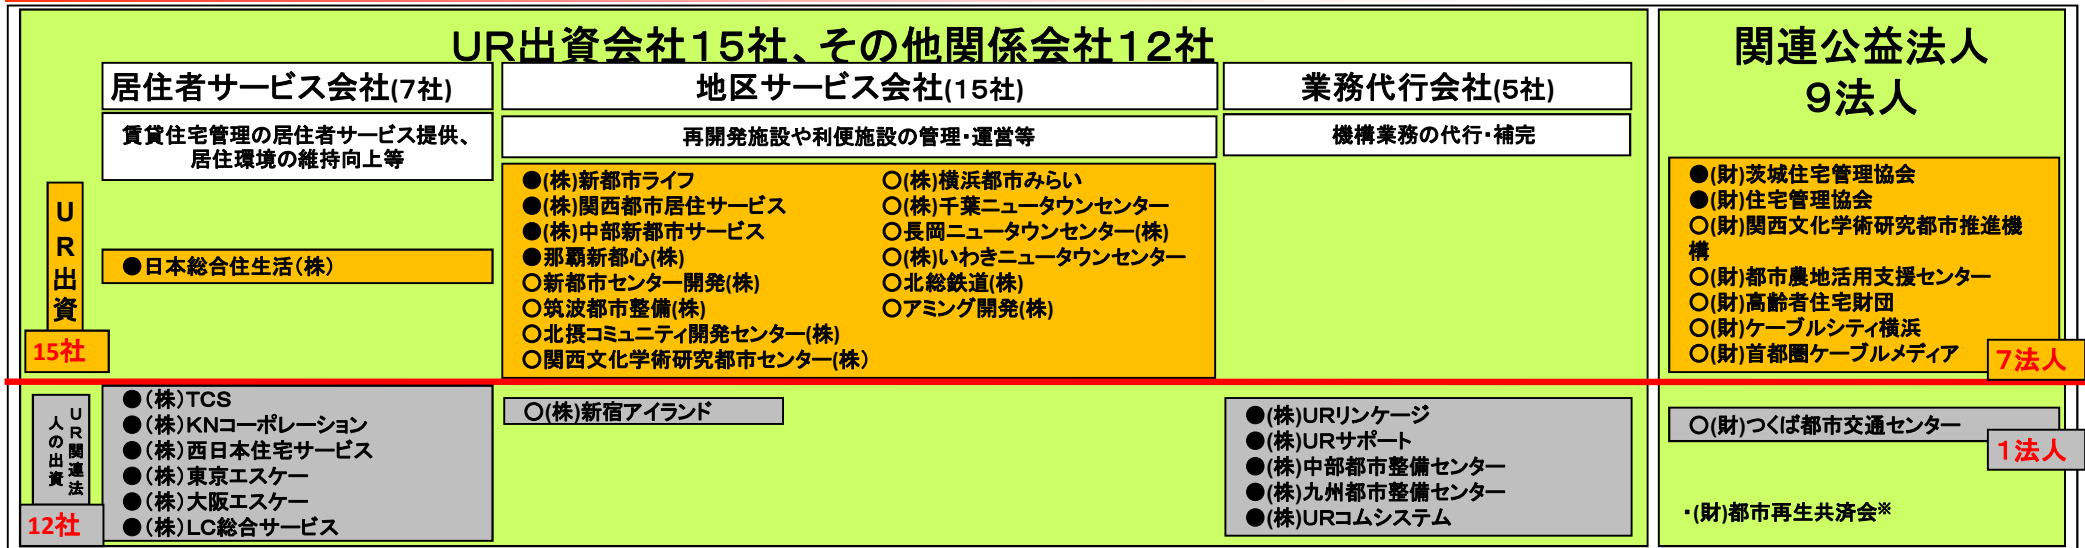 UR出資会社15社、その他関係会社12社
居住者サービス会社(7社)
賃貸住宅管理の居住者サービス提供、
居住環境の維持向上等
地区サービス会社(15社)
再開発施設や利便施設の管理・運営等
業務代行会社(5社)
機構業務の代行・補完
関連公益法人
9法人
UR出資
15社
●日本総合住生活(株)
●(株)新都市ライフ
●(株)関西都市居住サービス
●(株)中部新都市サービス
●那覇新都心(株)
○新都市センター開発(株)
○筑波都市整備(株)
○北摂コミュニティ開発センター(株)
○関西文化学術研究都市センター(株)
○(株)横浜都市みらい
○(株)千葉ニュータウンセンター
○長岡ニュータウンセンター(株)
○(株)いわきニュータウンセンター
○北総鉄道(株)
○アミング開発(株)
●(財)茨城住宅管理協会
●(財)住宅管理協会
○(財)関西文化学術研究都市推進機
構
○(財)都市農地活用支援センター
○(財)高齢者住宅財団
○(財)ケーブルシティ横浜
○(財)首都圏ケーブルメディア
7法人
UR関連法
人の出資
12社
●(株)TCS
●(株)KNコーポレーション
●(株)西日本住宅サービス
●(株)東京エスケー
●(株)大阪エスケー
●(株)LC総合サービス
○(株)新宿アイランド
●(株)URリンケージ
●(株)URサポート
●(株)中部都市整備センター
●(株)九州都市整備センター
●(株)URコムシステム
○(財)つくば都市交通センター
1法人
・(財)都市再生共済会※